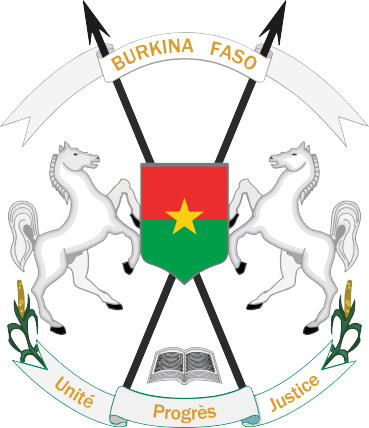 BURKINA FASO
Unité
Progrès
Justice